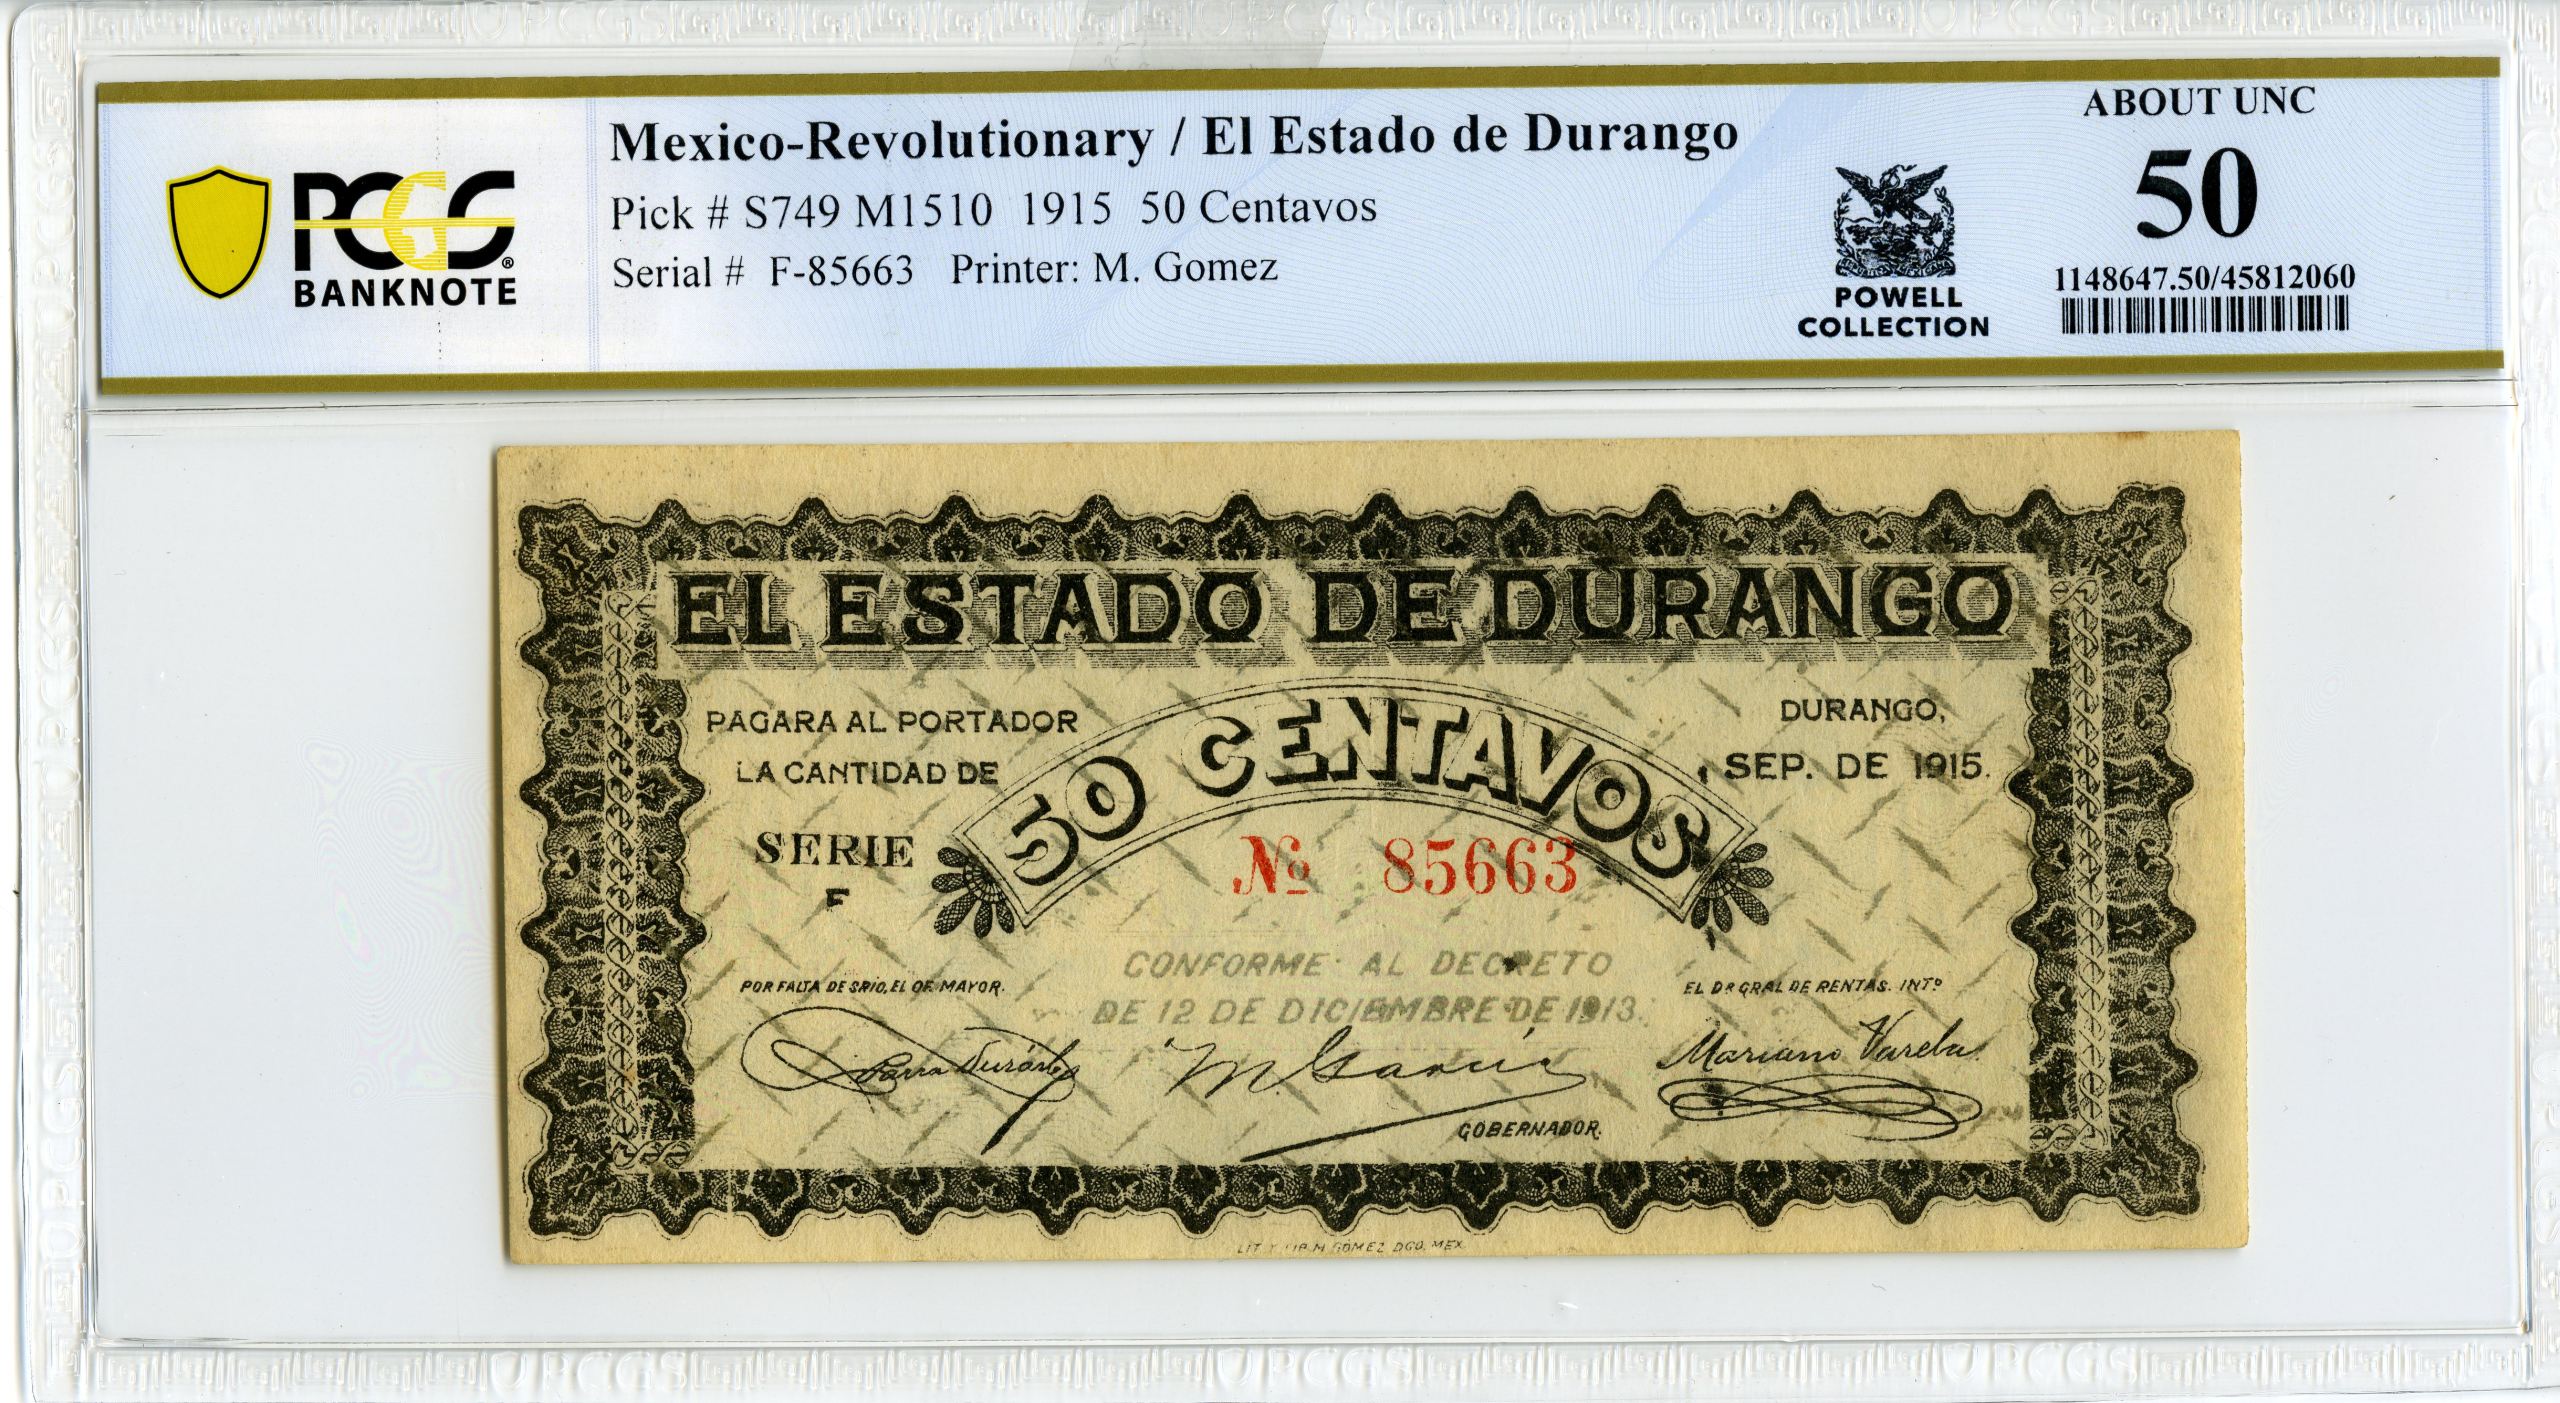 PCGS
BANKNOTE
Mexico-Revolutionary / El Estado de Durango
Pick # S749 M1510 1915 50 Centavos
Serial # F-85663 Printer: M. Gomez
POWELL
COLLECTION
ABOUT UNC
50
1148647.50/45812060
EL ESTADO DE DURANGO
PAGARA AL PORTADOR
LA CANTIDAD DE
50 CENTAVOS
DURANGO,
SEP. DE 1915.
SERIE
F
No 85663
CONFORME AL DECRETO
DE 12 DE DICIEMBRE DE 1913.
POR FALTA DE SRIO, EL OF. MAYOR.
EL DR GRAL DE RENTAS. INTO
M. Garcia
Mariano Varela
GOBERNADOR.
LIT. Y TIP. M. GOMEZ DGO. MEX.